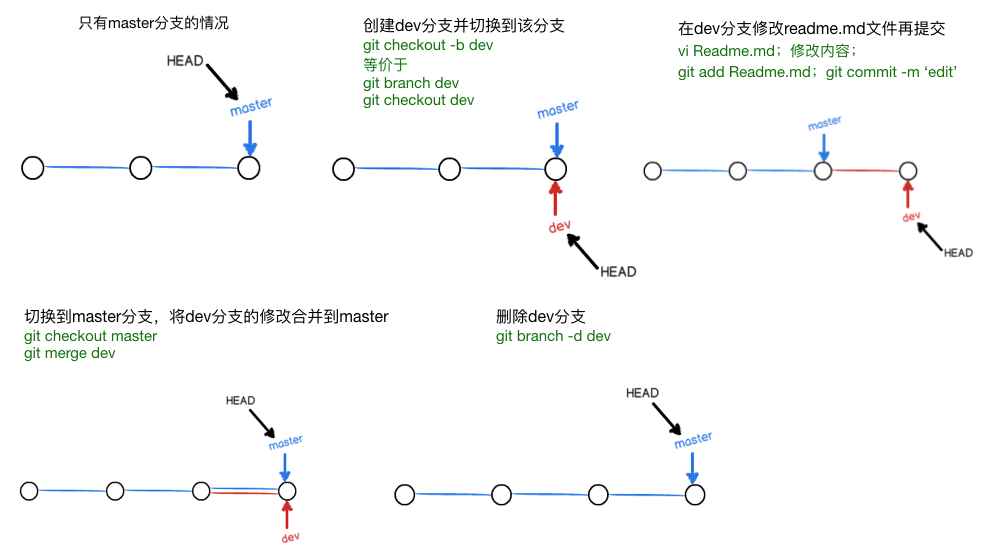 只有master分支的情况
HEAD
master
创建dev分支并切换到该分支
git checkout -b dev
等价于
git branch dev
git checkout dev
master
dev
HEAD
在dev分支修改readme.md文件再提交
vi Readme.md；修改内容；
git add Readme.md；git commit -m ‘edit’
master
dev
HEAD
切换到master分支，将dev分支的修改合并到master
git checkout master
git merge dev
HEAD
master
dev
删除dev分支
git branch -d dev
HEAD
master